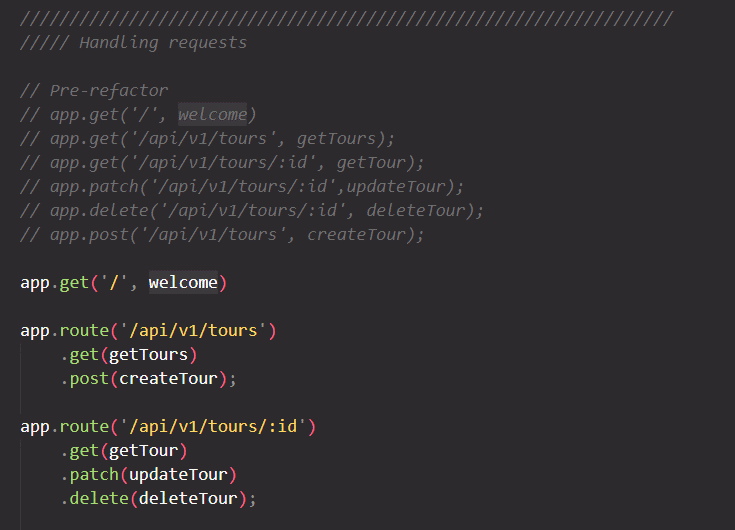 //////////////////////////////////////////////////////////////////
///// Handling requests
// Pre-refactor
// app.get('/', welcome)
// app.get('/api/v1/tours', getTours);
// app.get('/api/v1/tours/:id', getTour);
// app.patch('/api/v1/tours/:id',updateTour);
// app.delete('/api/v1/tours/:id', deleteTour);
// app.post('/api/v1/tours', createTour);
app.get('/', welcome)
app.route('/api/v1/tours')
    .get(getTours)
    .post(createTour);
app.route('/api/v1/tours/:id')
    .get(getTour)
    .patch(updateTour)
    .delete(deleteTour);